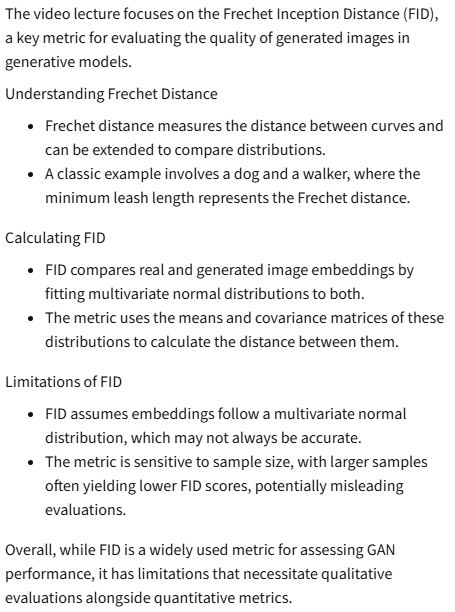 The video lecture focuses on the Frechet Inception Distance (FID),
a key metric for evaluating the quality of generated images in
generative models.
Understanding Frechet Distance
• Frechet distance measures the distance between curves and
can be extended to compare distributions.
• A classic example involves a dog and a walker, where the
minimum leash length represents the Frechet distance.
Calculating FID
• FID compares real and generated image embeddings by
fitting multivariate normal distributions to both.
• The metric uses the means and covariance matrices of these
distributions to calculate the distance between them.
Limitations of FID
• FID assumes embeddings follow a multivariate normal
distribution, which may not always be accurate.
• The metric is sensitive to sample size, with larger samples
often yielding lower FID scores, potentially misleading
evaluations.
Overall, while FID is a widely used metric for assessing GAN
performance, it has limitations that necessitate qualitative
evaluations alongside quantitative metrics.